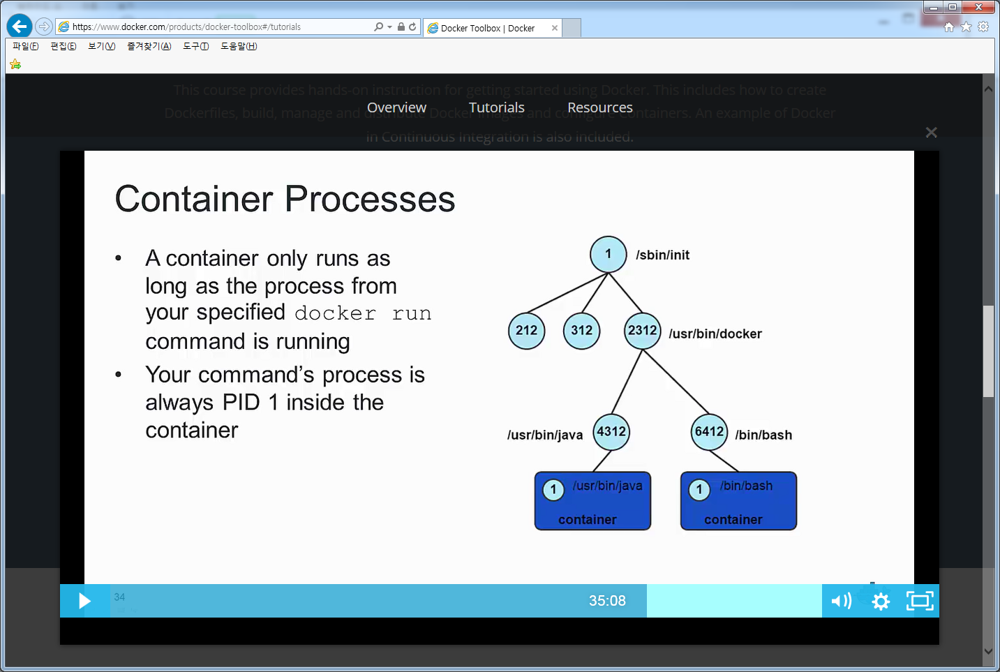 https://www.docker.com/products/docker-toolbox#/tutorials
Docker Toolbox | Docker
파일(F) 편집(E) 보기(V) 즐겨찾기(A) 도구(T) 도움말(H)
This course provides hands-on instruction for getting started using Docker. This includes how to create
Overview Tutorials Resources
Dockerfiles, build, manage and distribute Docker images and configure containers. An example of Docker
in Continuous Integration is also included.
Container Processes
• A container only runs as
long as the process from
your specified docker run
command is running
• Your command’s process is
always PID 1 inside the
container
1 /sbin/init
212 312 2312 /usr/bin/docker
/usr/bin/java 4312 6412 /bin/bash
1 /usr/bin/java
container
1 /bin/bash
container
34
35:08